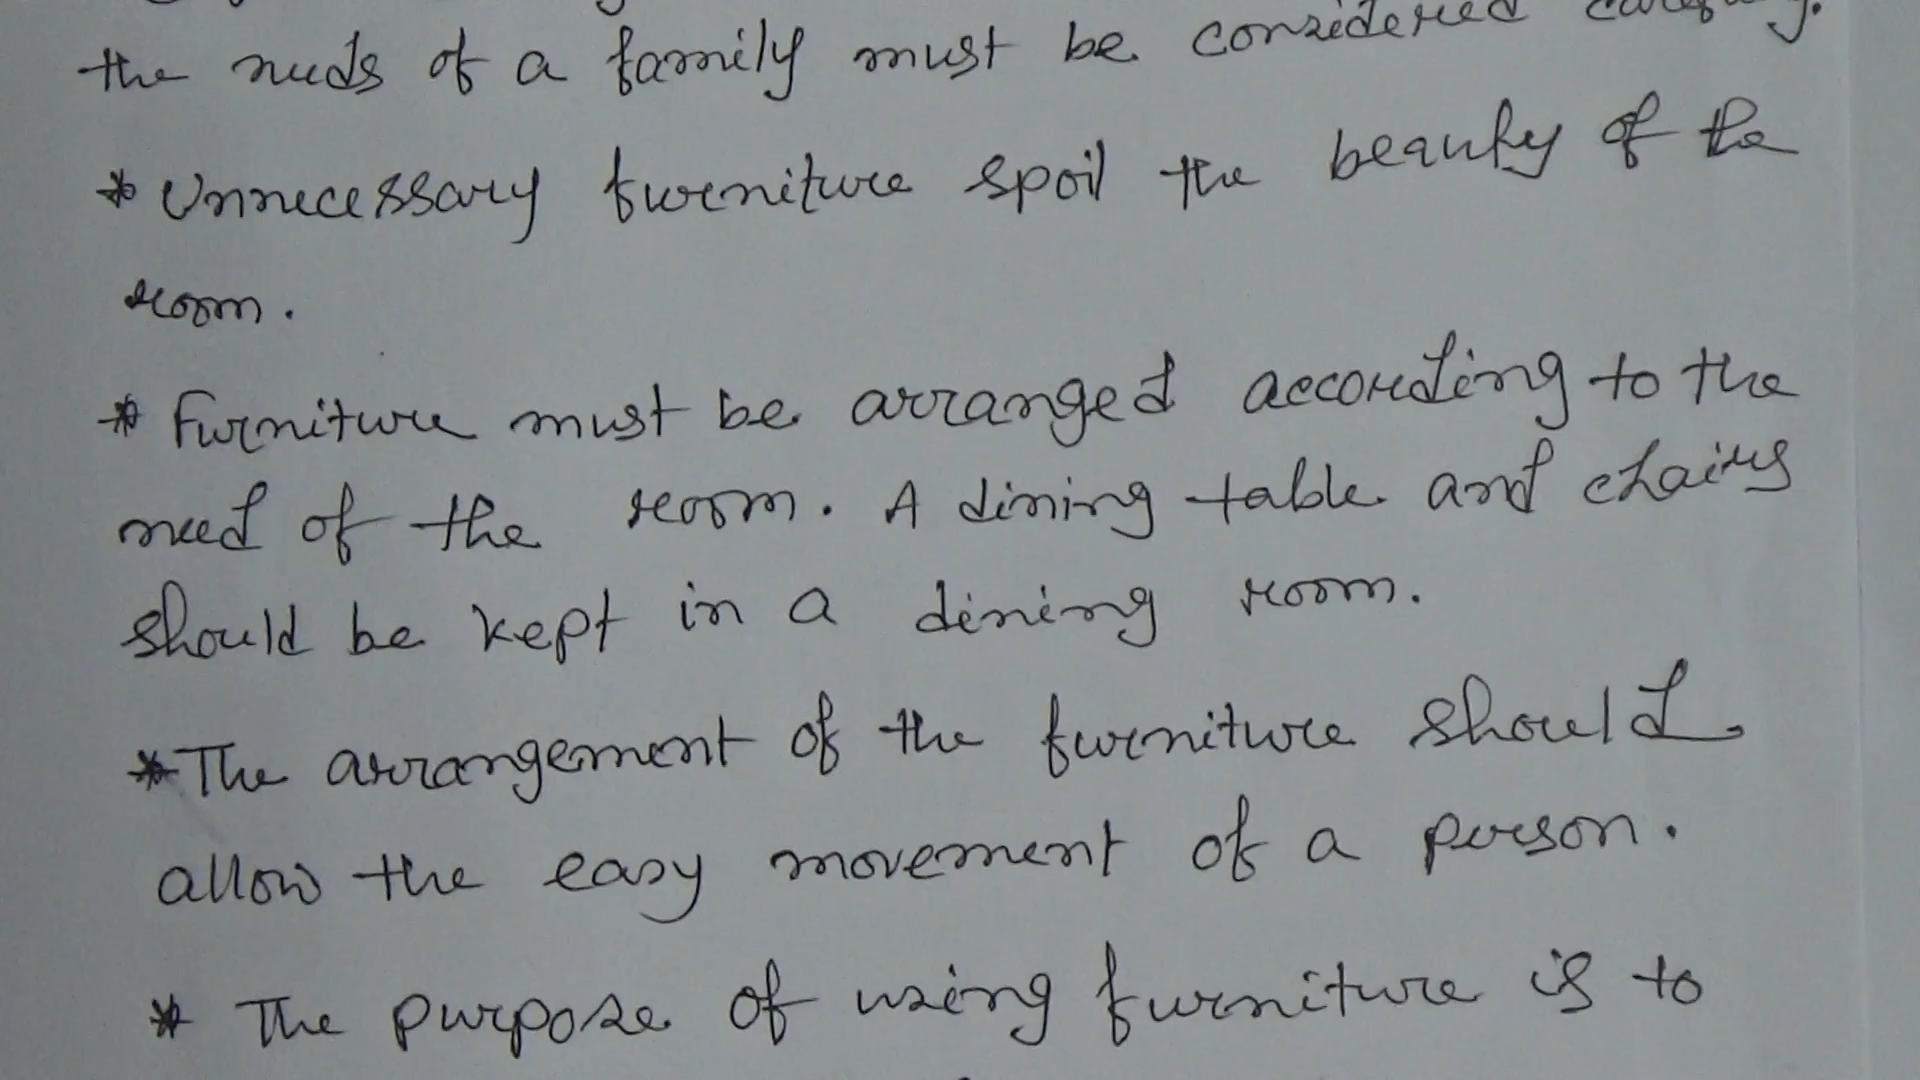 the needs of a family must be considered carefully.
* Unnecessary furniture spoil the beauty of the
room.
* Furniture must be arranged according to the
need of the room. A dining table and chairs
should be kept in a dining room.
* The arrangement of the furniture should
allow the easy movement of a person.
* The purpose of using furniture is to